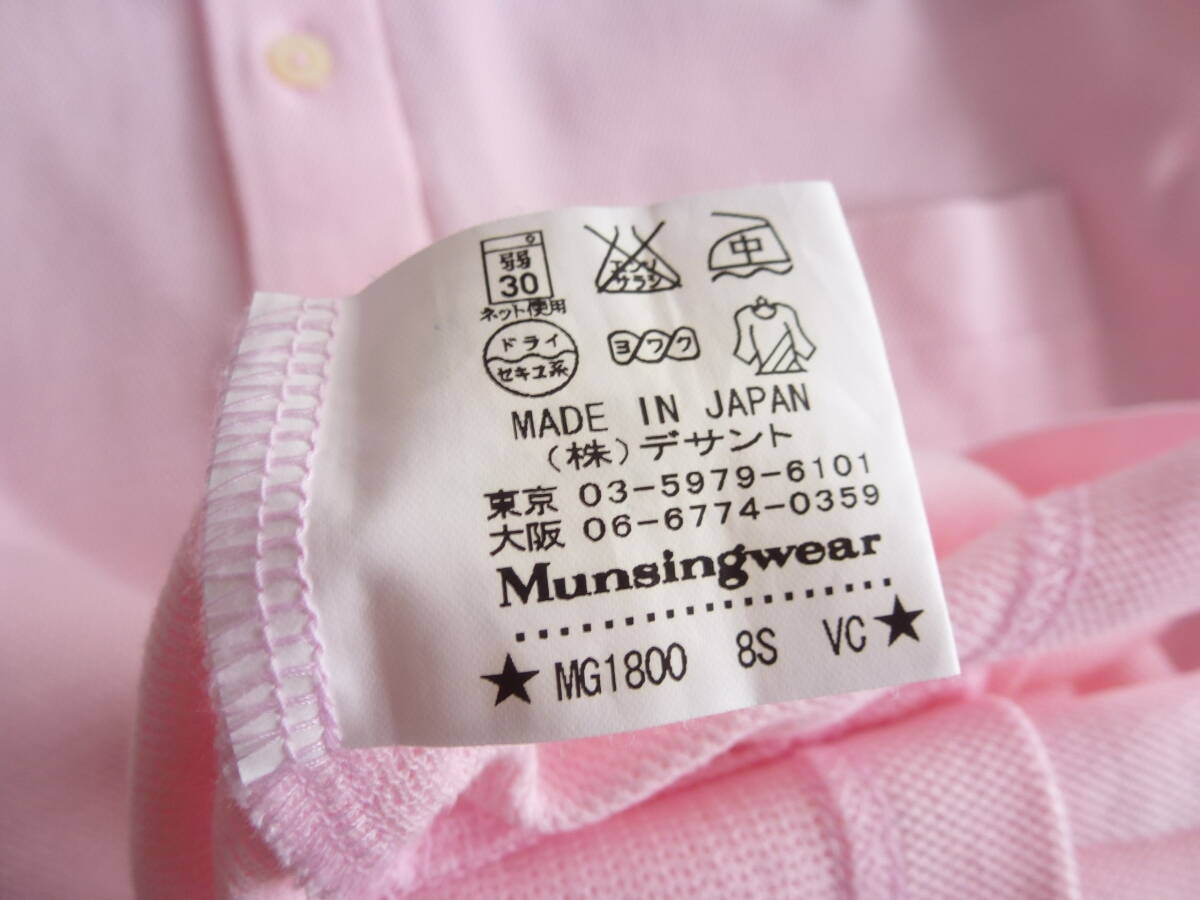 弱
30
ネット使用
エンソ
サラシ
中
ドライ
セキユ系
ヨワク
MADE IN JAPAN
(株)デサント
東京 03-5979-6101
大阪 06-6774-0359
Munsingwear
★ MG1800 8S VC ★